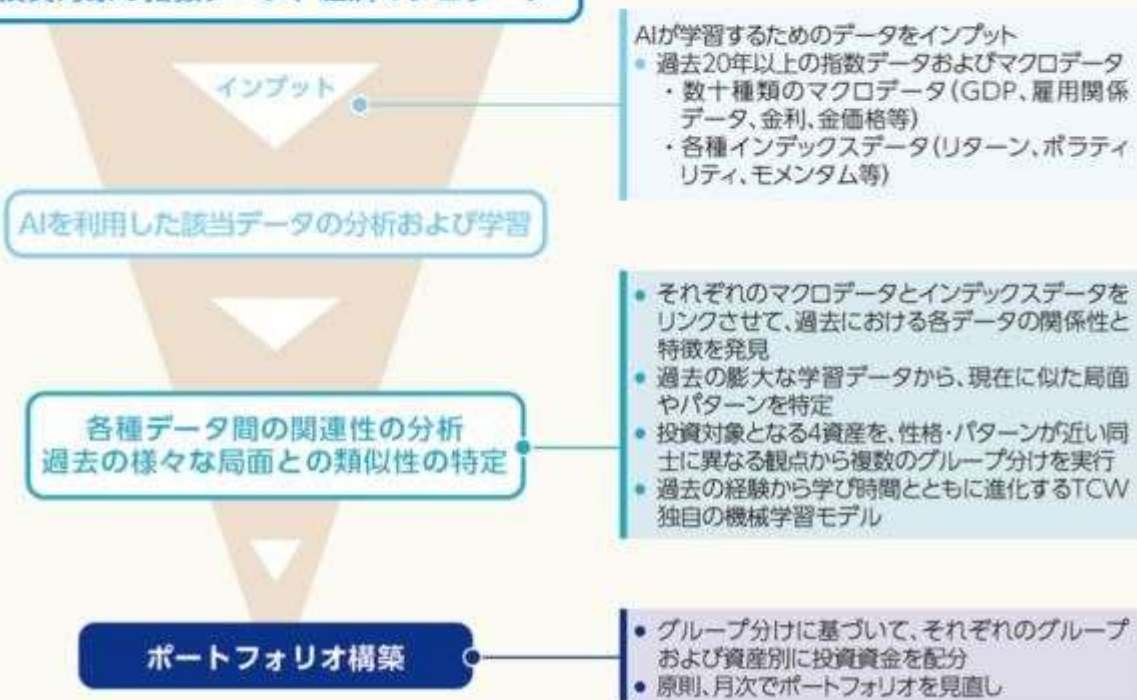 インプット
AIが学習するためのデータをインプット
• 過去20年以上の指数データおよびマクロデータ
・数十種類のマクロデータ(GDP、雇用関係
データ、金利、金価格等)
・各種インデックスデータ(リターン、ボラティ
リティ、モメンタム等)
AIを利用した該当データの分析および学習
各種データ間の関連性の分析
過去の様々な局面との類似性の特定
• それぞれのマクロデータとインデックスデータを
リンクさせて、過去における各データの関係性と
特徴を発見
• 過去の膨大な学習データから、現在に似た局面
やパターンを特定
• 投資対象となる4資産を、性格・パターンが近い同
士に異なる観点から複数のグループ分けを実行
• 過去の経験から学び時間とともに進化するTCW
独自の機械学習モデル
ポートフォリオ構築
• グループ分けに基づいて、それぞれのグループ
および資産別に投資資金を配分
• 原則、月次でポートフォリオを見直し